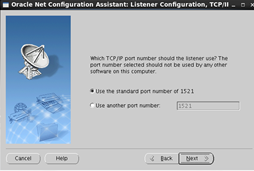 Oracle Net Configuration Assistant: Listener Configuration, TCP/I
Which TCP/IP port number should the listener use? The
port number selected should not be used by any other
software on this computer.
Use the standard port number of 1521
Use another port number:
1521
Cancel
Help
Back
Next